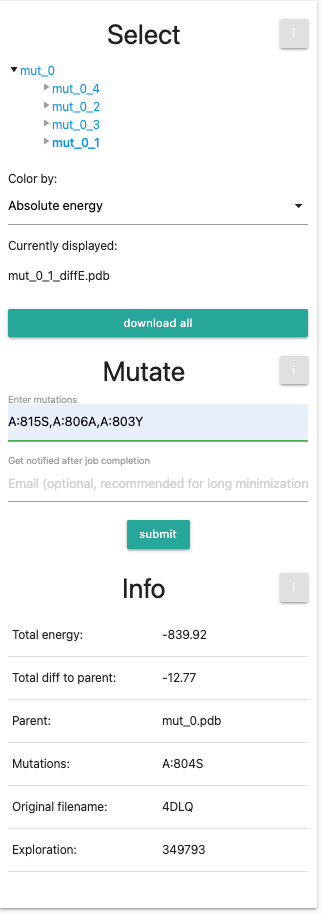 Select
i
mut_0
mut_0_4
mut_0_2
mut_0_3
mut_0_1
Color by:
Absolute energy
Currently displayed:
mut_0_1_diffE.pdb
download all
Mutate
i
Enter mutations
A:815S,A:806A,A:803Y
Get notified after job completion
Email (optional, recommended for long minimization
submit
Info
i
Total energy: -839.92
Total diff to parent: -12.77
Parent: mut_0.pdb
Mutations: A:804S
Original filename: 4DLQ
Exploration: 349793